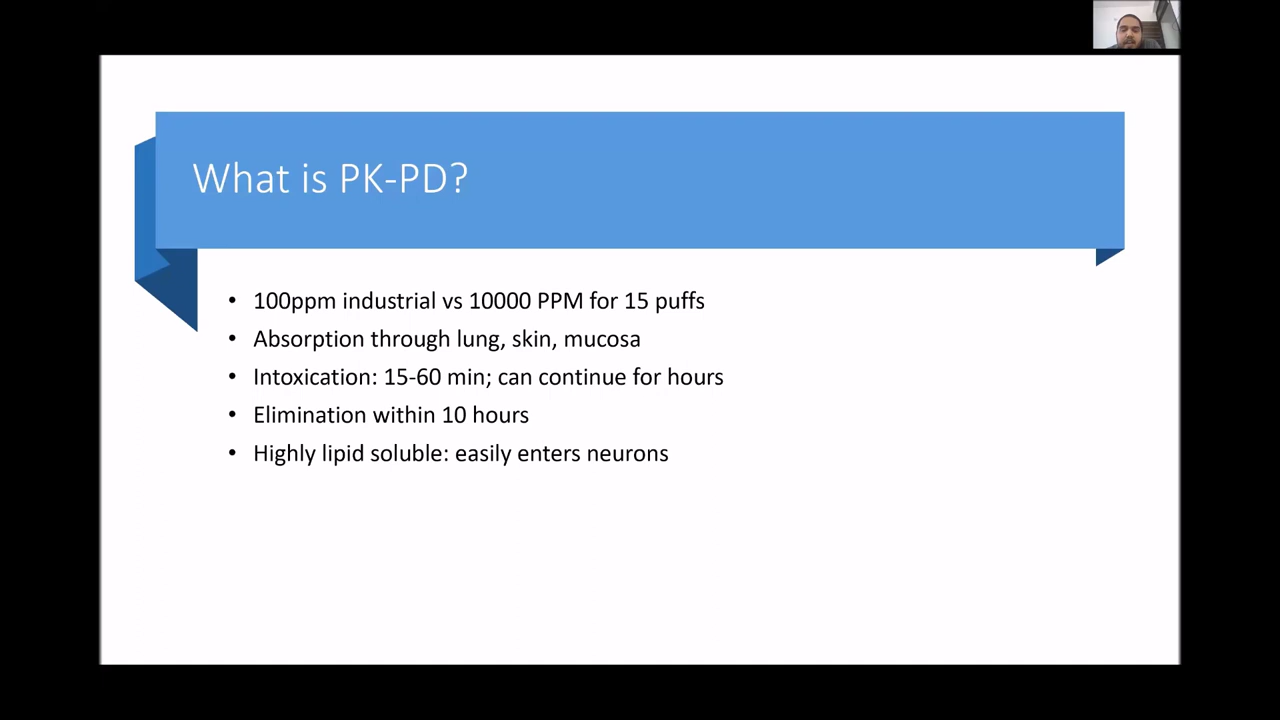 What is PK-PD?
• 100ppm industrial vs 10000 PPM for 15 puffs
• Absorption through lung, skin, mucosa
• Intoxication: 15-60 min; can continue for hours
• Elimination within 10 hours
• Highly lipid soluble: easily enters neurons